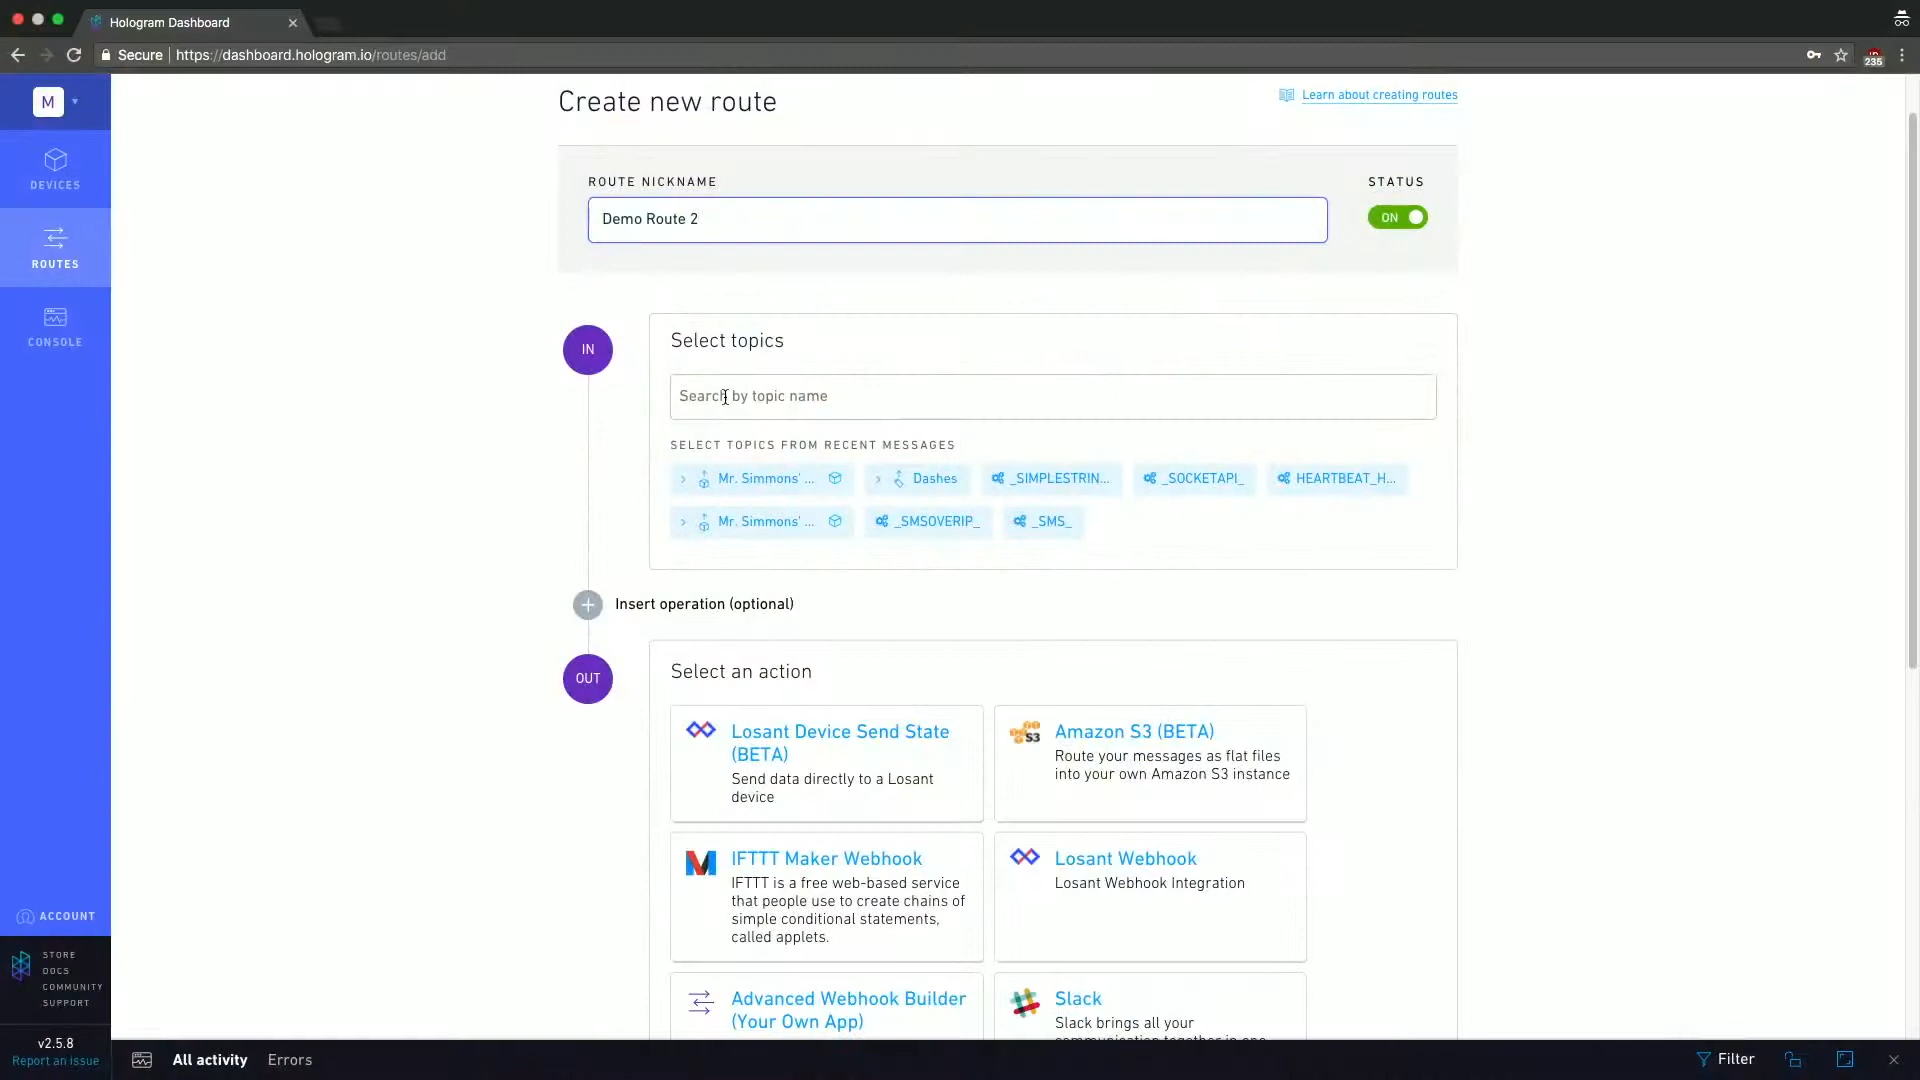 Hologram Dashboard
Secure
https://dashboard.hologram.io/routes/add
235
M
DEVICES
ROUTES
CONSOLE
ACCOUNT
STORE
DOCS
COMMUNITY
SUPPORT
v2.5.8
Report an issue
Create new route
Learn about creating routes
ROUTE NICKNAME
STATUS
Demo Route 2
ON
IN
Select topics
Search by topic name
SELECT TOPICS FROM RECENT MESSAGES
Mr. Simmons' ...
Dashes
_SIMPLESTRIN...
_SOCKETAPI_
HEARTBEAT_H...
Mr. Simmons' ...
_SMSOVERIP_
_SMS_
Insert operation (optional)
OUT
Select an action
Losant Device Send State
(BETA)
Send data directly to a Losant
device
S3
Amazon S3 (BETA)
Route your messages as flat files
into your own Amazon S3 instance
IFTTT Maker Webhook
IFTTT is a free web-based service
that people use to create chains of
simple conditional statements,
called applets.
Losant Webhook
Losant Webhook Integration
Advanced Webhook Builder
(Your Own App)
Slack
Slack brings all your
communication together in one
All activity
Errors
Filter